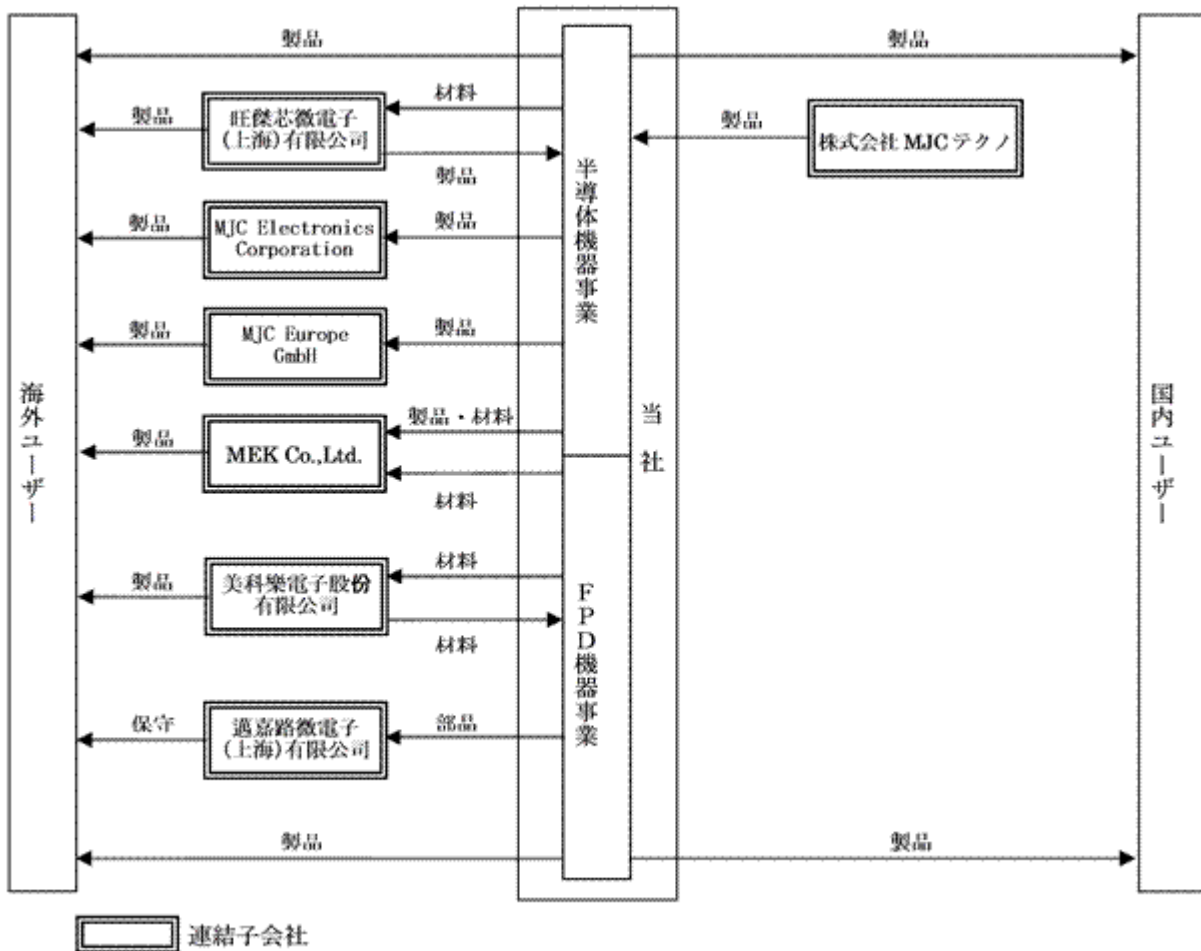 製品
製品
材料
製品
旺傑芯微電子
(上海)有限公司
製品
製品
株式会社 MJC テクノ
製品
MJC Electronics
Corporation
製品
半導体機器事業
製品
MJC Europe
GmbH
製品
海外ユーザー
国内ユーザー
当社
製品
MEK Co.,Ltd.
製品・材料
材料
製品
美科樂電子股份
有限公司
材料
材料
FPD機器事業
保守
邁嘉路微電子
(上海)有限公司
部品
製品
製品
連結子会社